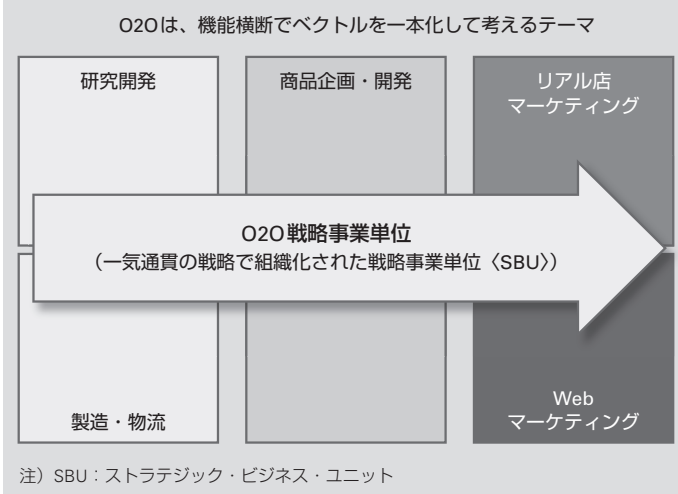 O2Oは、機能横断でベクトルを一本化して考えるテーマ
研究開発
商品企画・開発
リアル店
マーケティング
O2O戦略事業単位
（一気通貫の戦略で組織化された戦略事業単位〈SBU〉）
製造・物流
Web
マーケティング
注）SBU：ストラテジック・ビジネス・ユニット